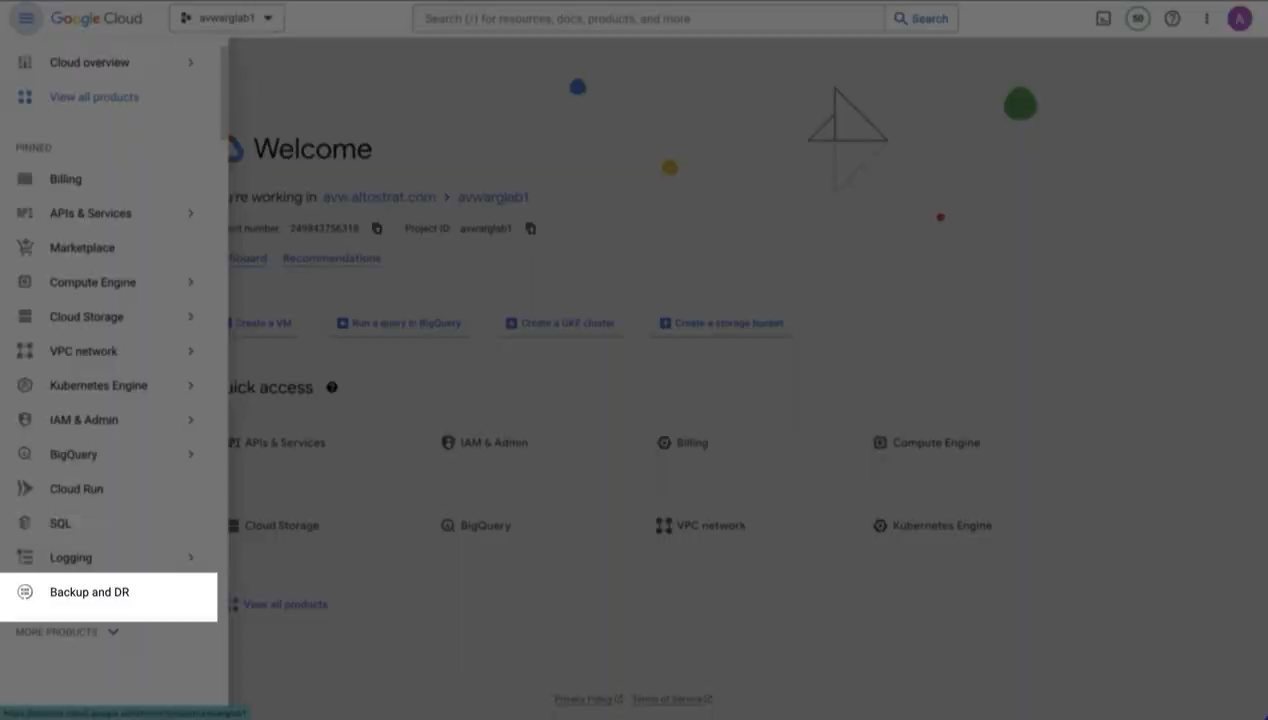 Google Cloud
avwarglab1
Search (/) for resources, docs, products, and more
Search
50
A
Cloud overview
View all products
PINNED
Billing
API
APIs & Services
Marketplace
Compute Engine
Cloud Storage
VPC network
Kubernetes Engine
IAM & Admin
BigQuery
Cloud Run
SQL
Logging
Backup and DR
MORE PRODUCTS
Welcome
're working in avw.altostrat.com > avwarglab1
number: 249843756318
Project ID: avwarglab1
Recommendations
Create a VM
Run a query in BigQuery
Create a GKE cluster
Create a storage bucket
uick access
APIs & Services
IAM & Admin
Billing
Compute Engine
Cloud Storage
BigQuery
VPC network
Kubernetes Engine
View all products
Privacy Policy
Terms of Service